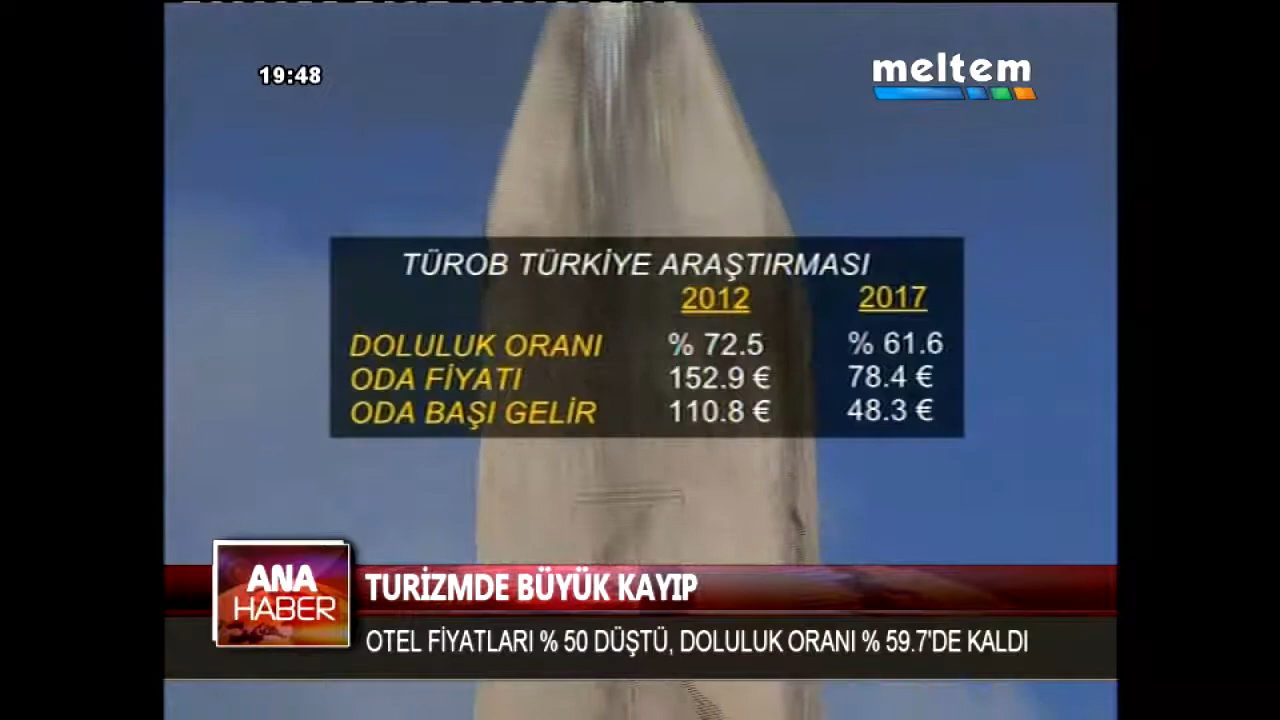 19:48
meltem
TÜROB TÜRKİYE ARAŞTIRMASI
2012 2017
DOLULUK ORANI % 72.5 % 61.6
ODA FİYATI 152.9 € 78.4 €
ODA BAŞI GELİR 110.8 € 48.3 €
ANA
HABER
TURİZMDE BÜYÜK KAYIP
OTEL FİYATLARI % 50 DÜŞTÜ, DOLULUK ORANI % 59.7'DE KALDI